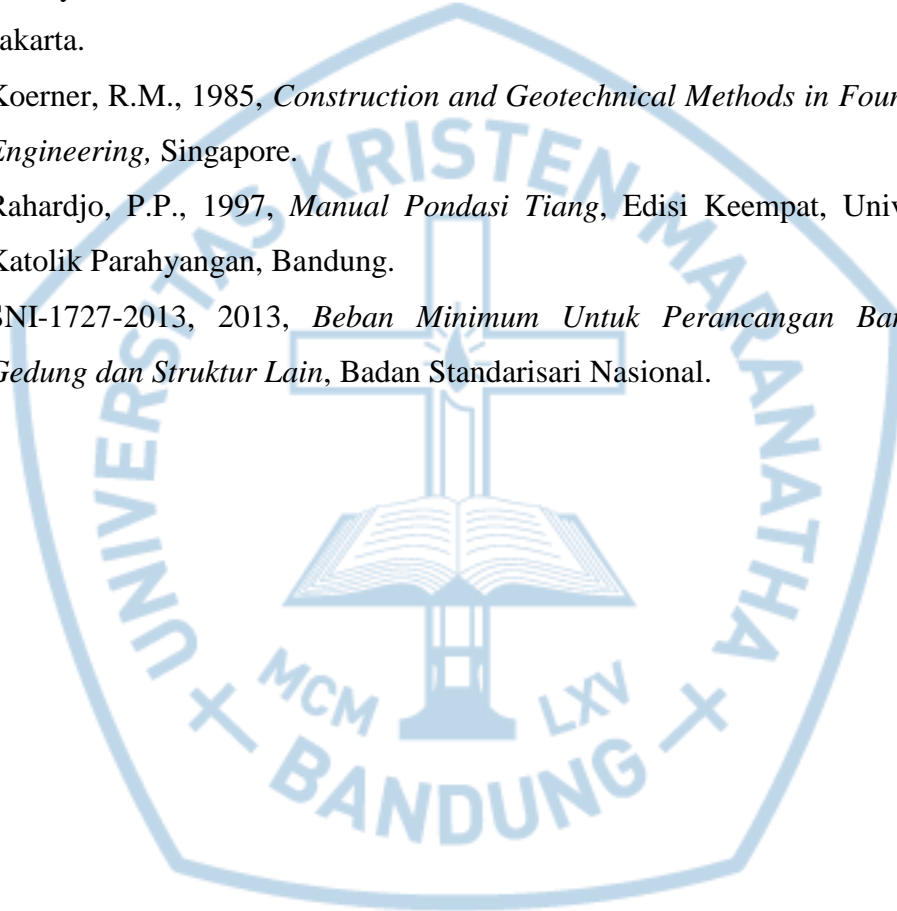 akarta.
Koerner, R.M., 1985, Construction and Geotechnical Methods in Four
Engineering, Singapore.
Rahardjo, P.P., 1997, Manual Pondasi Tiang, Edisi Keempat, Univ
Katolik Parahyangan, Bandung.
SNI-1727-2013, 2013, Beban Minimum Untuk Perancangan Ban
Gedung dan Struktur Lain, Badan Standarisari Nasional.
UNIVERSITAS KRISTEN MARANATHA
MCM LXV
BANDUNG